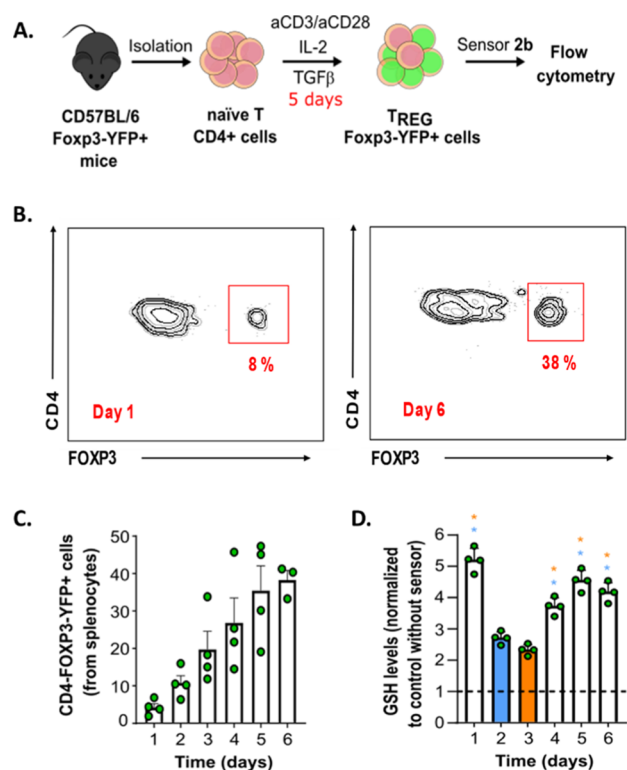 A.
Isolation
aCD3/aCD28
IL-2
TGFβ
5 days
Sensor 2b
Flow
cytometry
CD57BL/6
Foxp3-YFP+
mice
naïve T
CD4+ cells
TREG
Foxp3-YFP+ cells
B.
CD4
8 %
Day 1
FOXP3
CD4
38 %
Day 6
FOXP3
C.
CD4-FOXP3-YFP+ cells
(from splenocytes)
50
40
30
20
10
0
1 2 3 4 5 6
Time (days)
D.
GSH levels (normalized
to control without sensor)
6
5
4
3
2
1
0
1 2 3 4 5 6
Time (days)